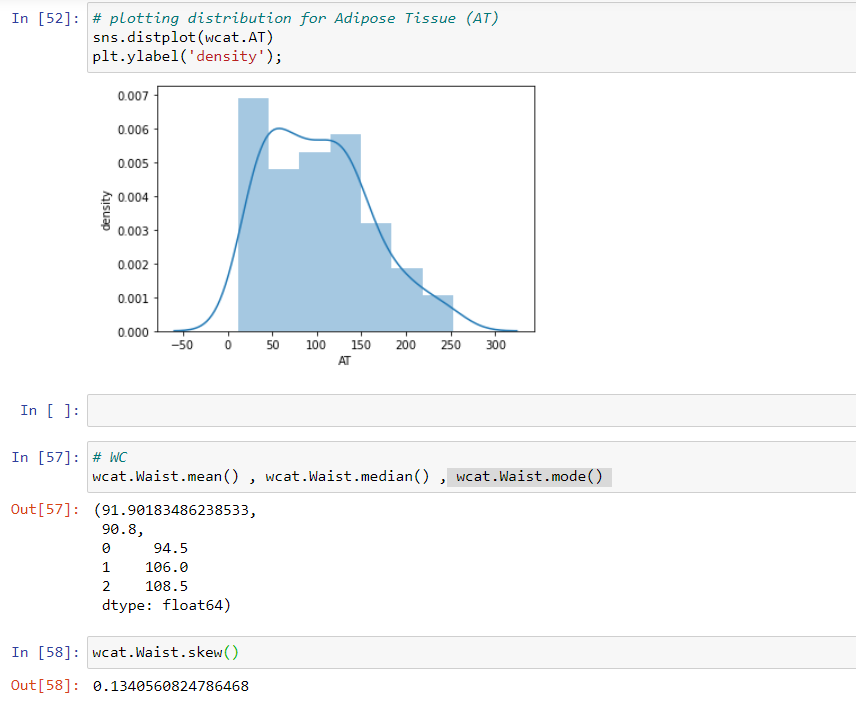 In [52]: # plotting distribution for Adipose Tissue (AT)
sns.distplot(wcat.AT)
plt.ylabel('density');
0.007
0.006
0.005
0.004
0.003
0.002
0.001
0.000
density
−50 0 50 100 150 200 250 300
AT
In [ ]:
In [57]: # WC
wcat.Waist.mean() , wcat.Waist.median() , wcat.Waist.mode()
Out[57]: (91.90183486238533,
90.8,
0 94.5
1 106.0
2 108.5
dtype: float64)
In [58]: wcat.Waist.skew()
Out[58]: 0.1340560824786468